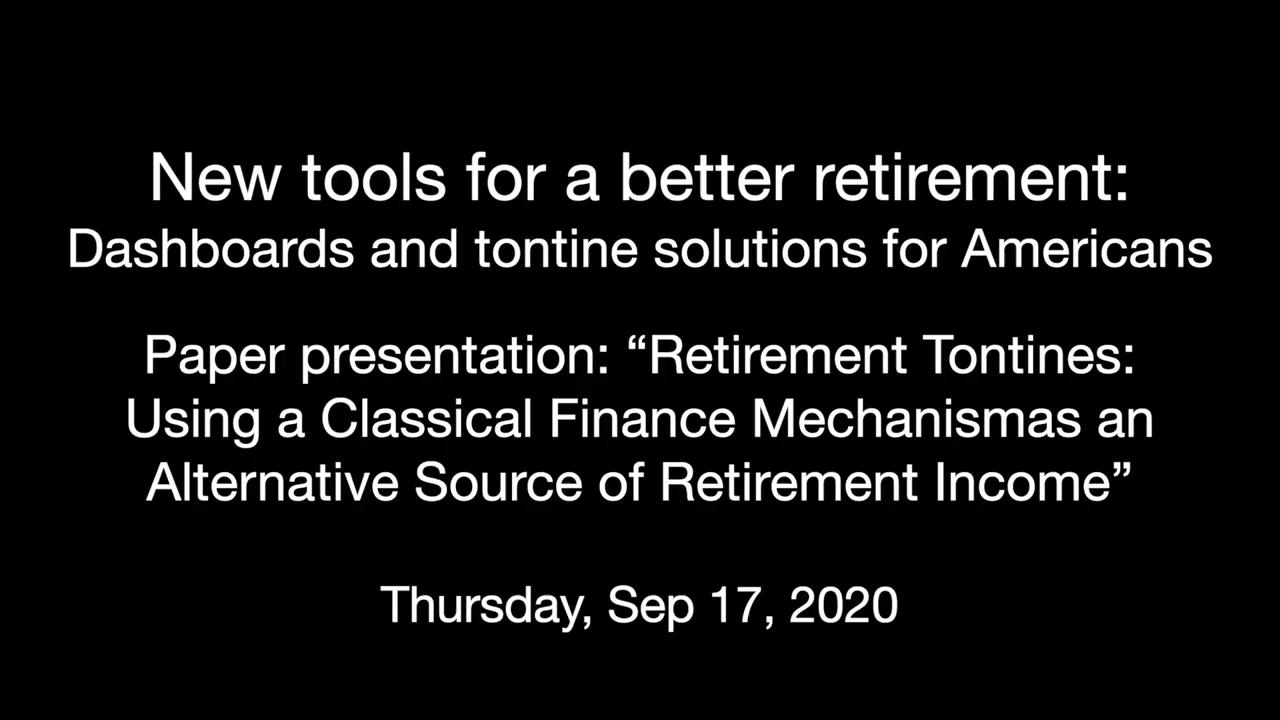 New tools for a better retirement:
Dashboards and tontine solutions for Americans
Paper presentation: “Retirement Tontines:
Using a Classical Finance Mechanismas an
Alternative Source of Retirement Income”
Thursday, Sep 17, 2020